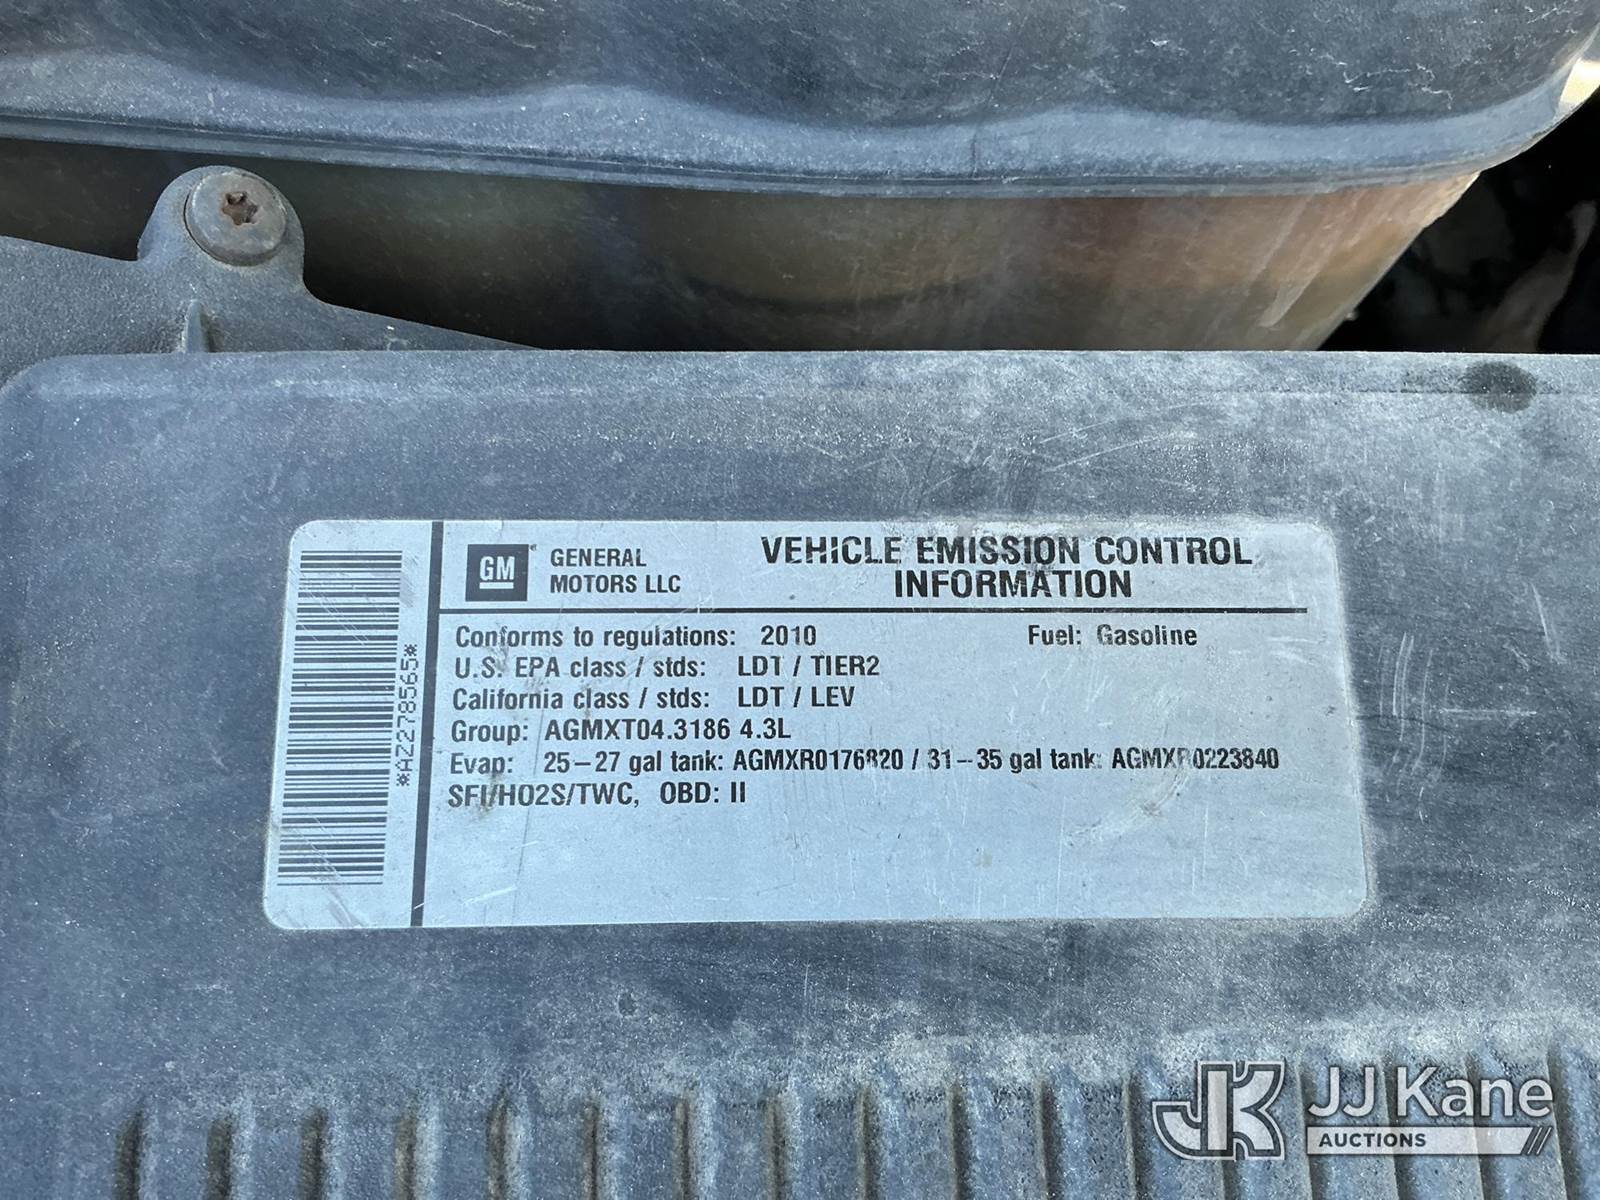 GM GENERAL MOTORS LLC
VEHICLE EMISSION CONTROL
INFORMATION
Conforms to regulations: 2010 Fuel: Gasoline
U.S. EPA class / stds: LDT / TIER2
California class / stds: LDT / LEV
Group: AGMXT04.3186 4.3L
Evap: 25-27 gal tank: AGMXR0176820 / 31-35 gal tank: AGMXR0223840
SFI/HO2S/TWC, OBD: II
*AZ278565*
JK JJ Kane
AUCTIONS